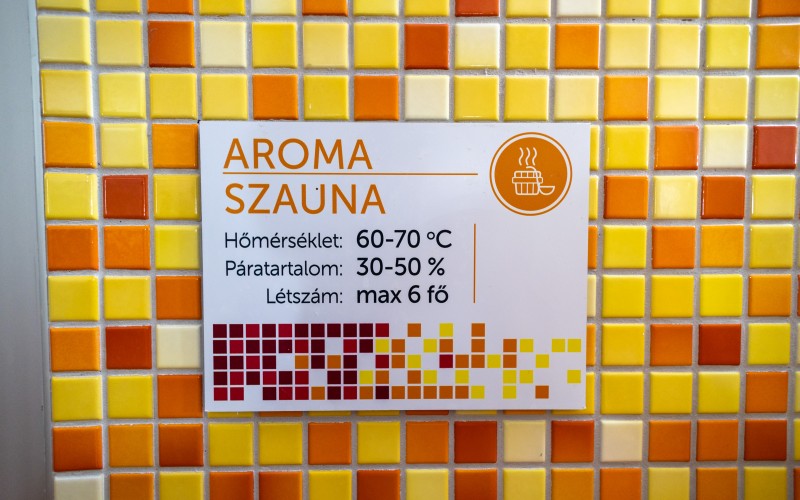 AROMA
SZAUNA
Hőmérséklet: 60-70 °C
Páratartalom: 30-50 %
Létszám: max 6 fő